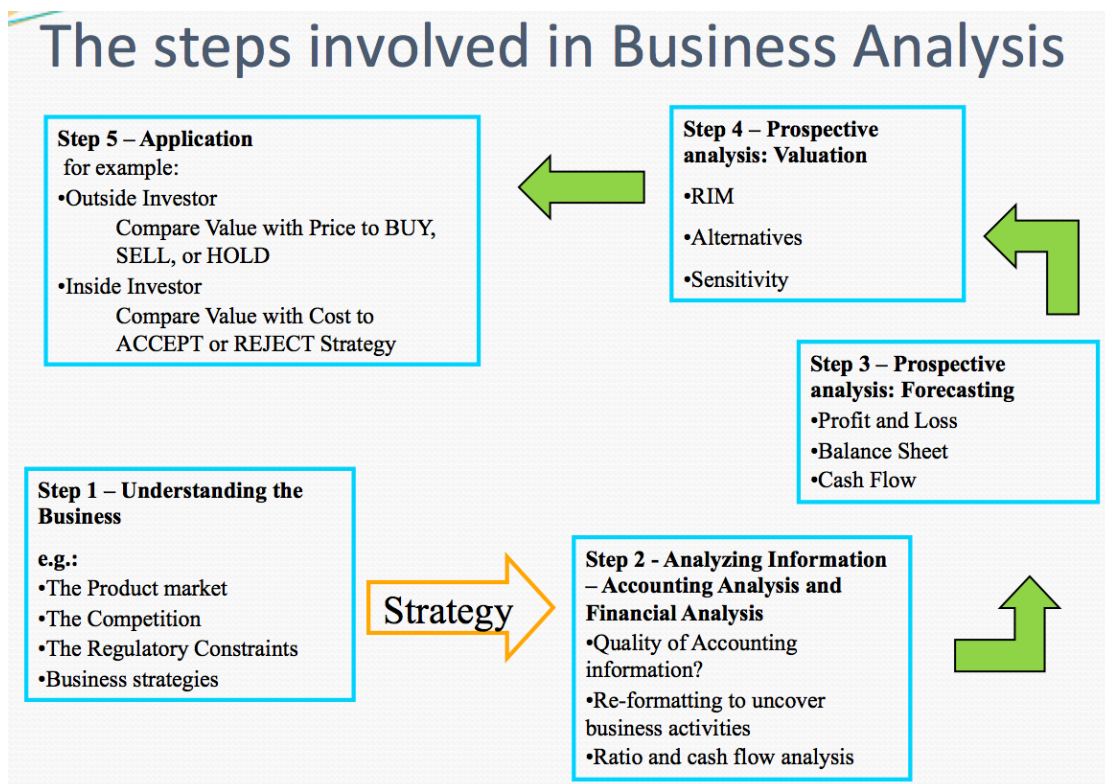 The steps involved in Business Analysis
Step 5 – Application
for example:
•Outside Investor
Compare Value with Price to BUY,
SELL, or HOLD
•Inside Investor
Compare Value with Cost to
ACCEPT or REJECT Strategy
Step 4 – Prospective
analysis: Valuation
•RIM
•Alternatives
•Sensitivity
Step 3 – Prospective
analysis: Forecasting
•Profit and Loss
•Balance Sheet
•Cash Flow
Step 1 – Understanding the
Business
e.g.:
•The Product market
•The Competition
•The Regulatory Constraints
•Business strategies
Strategy
Step 2 - Analyzing Information
– Accounting Analysis and
Financial Analysis
•Quality of Accounting
information?
•Re-formatting to uncover
business activities
•Ratio and cash flow analysis